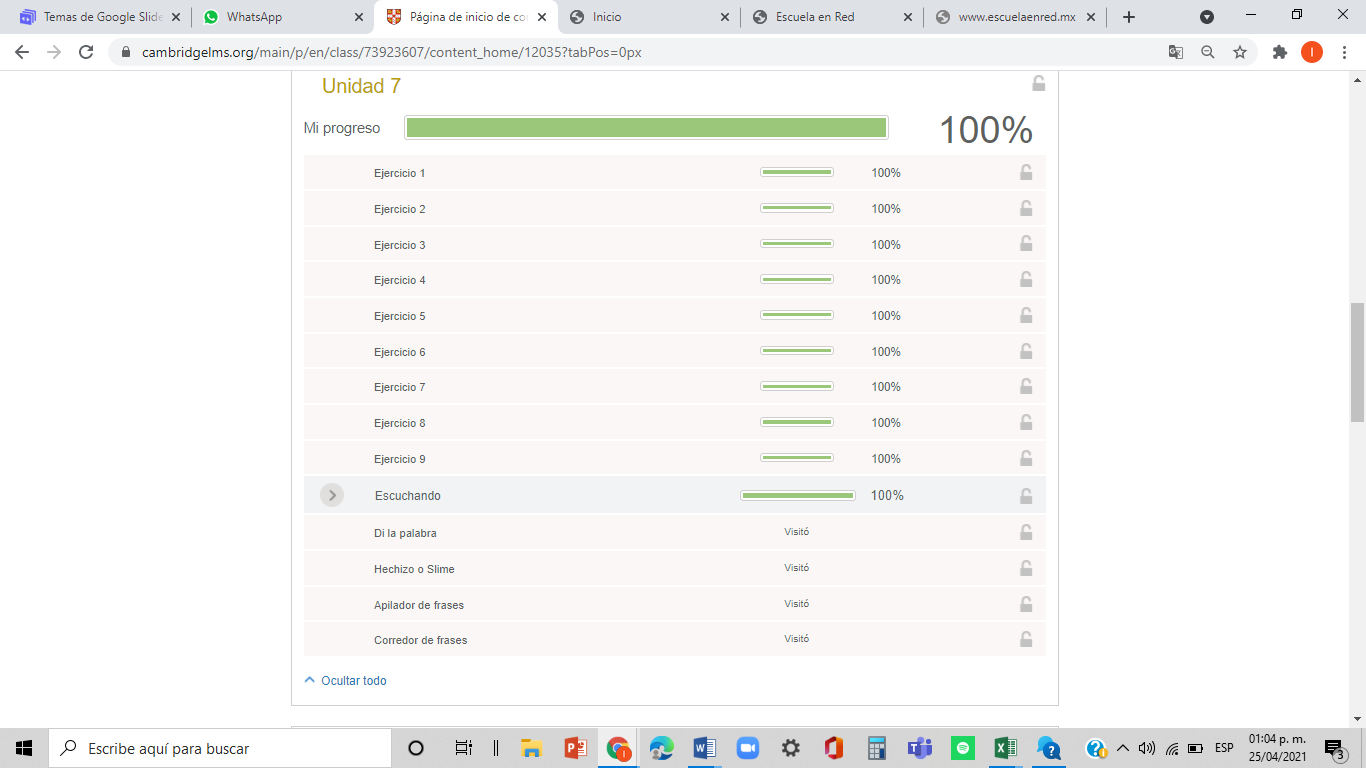 Temas de Google Slide
WhatsApp
Página de inicio de co
Inicio
Escuela en Red
www.escuelaenred.mx
cambridgelms.org/main/p/en/class/73923607/content_home/12035?tabPos=0px
I
Unidad 7
Mi progreso 100%
Ejercicio 1 100%
Ejercicio 2 100%
Ejercicio 3 100%
Ejercicio 4 100%
Ejercicio 5 100%
Ejercicio 6 100%
Ejercicio 7 100%
Ejercicio 8 100%
Ejercicio 9 100%
Escuchando 100%
Di la palabra Visitó
Hechizo o Slime Visitó
Apilador de frases Visitó
Corredor de frases Visitó
Ocultar todo
Escribe aquí para buscar
ESP
01:04 p. m.
25/04/2021
3